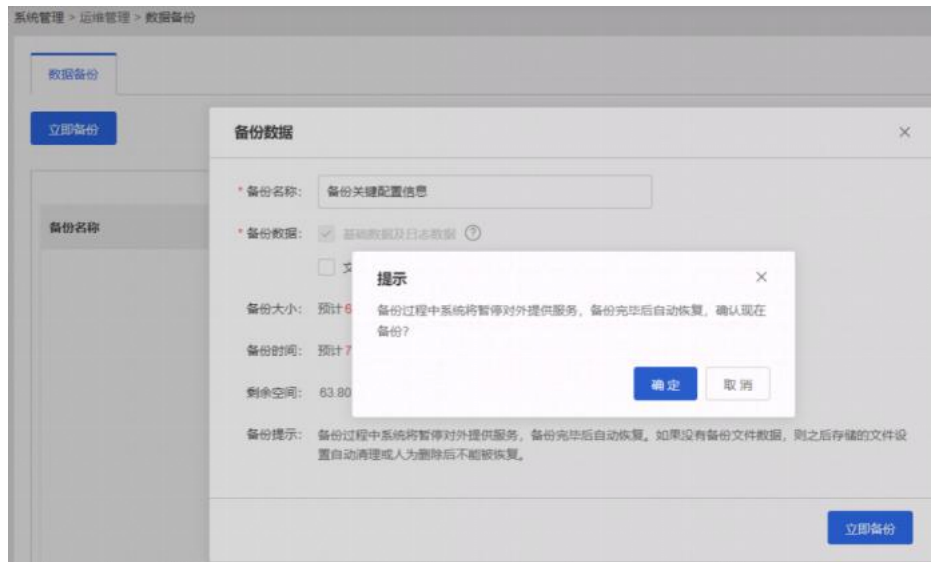 系统管理 > 运维管理 > 数据备份
数据备份
立即备份
备份数据
* 备份名称: 备份关键配置信息
备份名称
* 备份数据: 基础数据及日志数据 ?
提示
备份过程中系统将暂停对外提供服务，备份完毕后自动恢复，确认现在
备份？
备份大小: 预计6
备份时间: 预计7
确定 取消
剩余空间: 63.80
备份提示: 备份过程中系统将暂停对外提供服务，备份完毕后自动恢复。如果没有备份文件数据，则之后存储的文件设
置自动清理或人为删除后不能被恢复。
立即备份